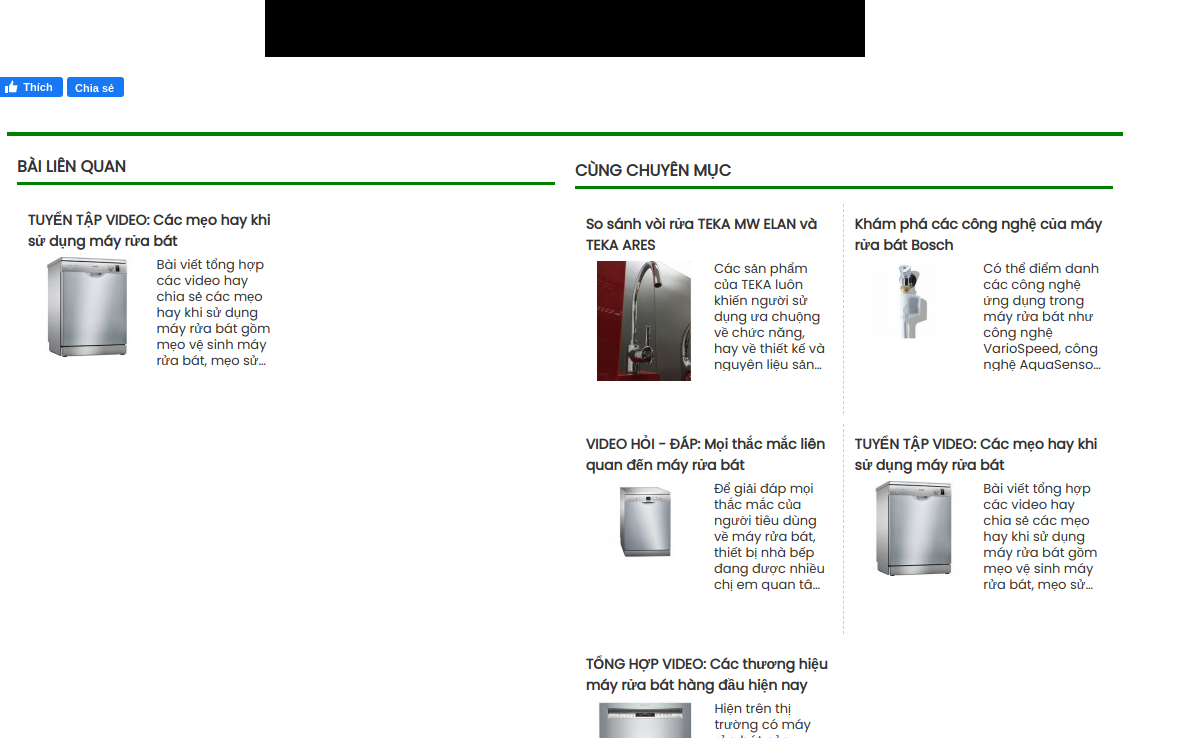 Thích
Chia sẻ
BÀI LIÊN QUAN
TUYỂN TẬP VIDEO: Các mẹo hay khi
sử dụng máy rửa bát
Bài viết tổng hợp
các video hay
chia sẻ các mẹo
hay khi sử dụng
máy rửa bát gồm
mẹo vệ sinh máy
rửa bát, mẹo sử...
CÙNG CHUYÊN MỤC
So sánh vòi rửa TEKA MW ELAN và
TEKA ARES
Các sản phẩm
của TEKA luôn
khiến người sử
dụng ưa chuộng
về chức năng,
hay về thiết kế và
nguyên liệu sản...
Khám phá các công nghệ của máy
rửa bát Bosch
Có thể điểm danh
các công nghệ
ứng dụng trong
máy rửa bát như
công nghệ
VarioSpeed, công
nghệ AquaSenso...
VIDEO HỎI - ĐÁP: Mọi thắc mắc liên
quan đến máy rửa bát
Để giải đáp mọi
thắc mắc của
người tiêu dùng
về máy rửa bát,
thiết bị nhà bếp
đang được nhiều
chị em quan tâ...
TUYỂN TẬP VIDEO: Các mẹo hay khi
sử dụng máy rửa bát
Bài viết tổng hợp
các video hay
chia sẻ các mẹo
hay khi sử dụng
máy rửa bát gồm
mẹo vệ sinh máy
rửa bát, mẹo sử...
TỔNG HỢP VIDEO: Các thương hiệu
máy rửa bát hàng đầu hiện nay
Hiện trên thị
trường có máy